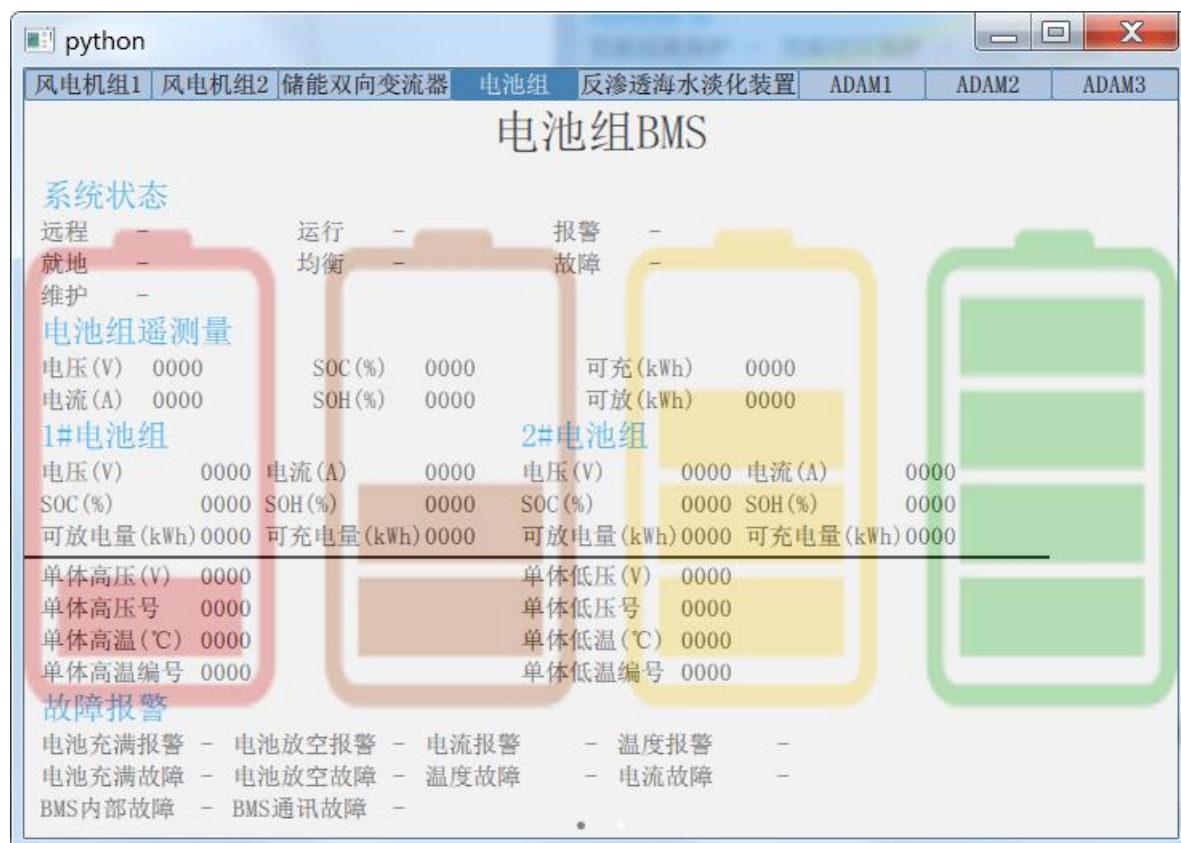 python
风电机组1 风电机组2 储能双向变流器 电池组 反渗透海水淡化装置 ADAM1 ADAM2 ADAM3
电池组BMS
系统状态
远程 - 运行 - 报警 -
就地 - 均衡 - 故障 -
维护 -
电池组遥测量
电压(V) 0000 SOC(%) 0000 可充(kWh) 0000
电流(A) 0000 SOH(%) 0000 可放(kWh) 0000
1#电池组 2#电池组
电压(V) 0000 电流(A) 0000 电压(V) 0000 电流(A) 0000
SOC(%) 0000 SOH(%) 0000 SOC(%) 0000 SOH(%) 0000
可放电量(kWh)0000 可充电量(kWh)0000 可放电量(kWh)0000 可充电量(kWh)0000
单体高压(V) 0000 单体低压(V) 0000
单体高压号 0000 单体低压号 0000
单体高温(℃) 0000 单体低温(℃) 0000
单体高温编号 0000 单体低温编号 0000
故障报警
电池充满报警 - 电池放空报警 - 电流报警 - 温度报警 -
电池充满故障 - 电池放空故障 - 温度故障 - 电流故障 -
BMS内部故障 - BMS通讯故障 -